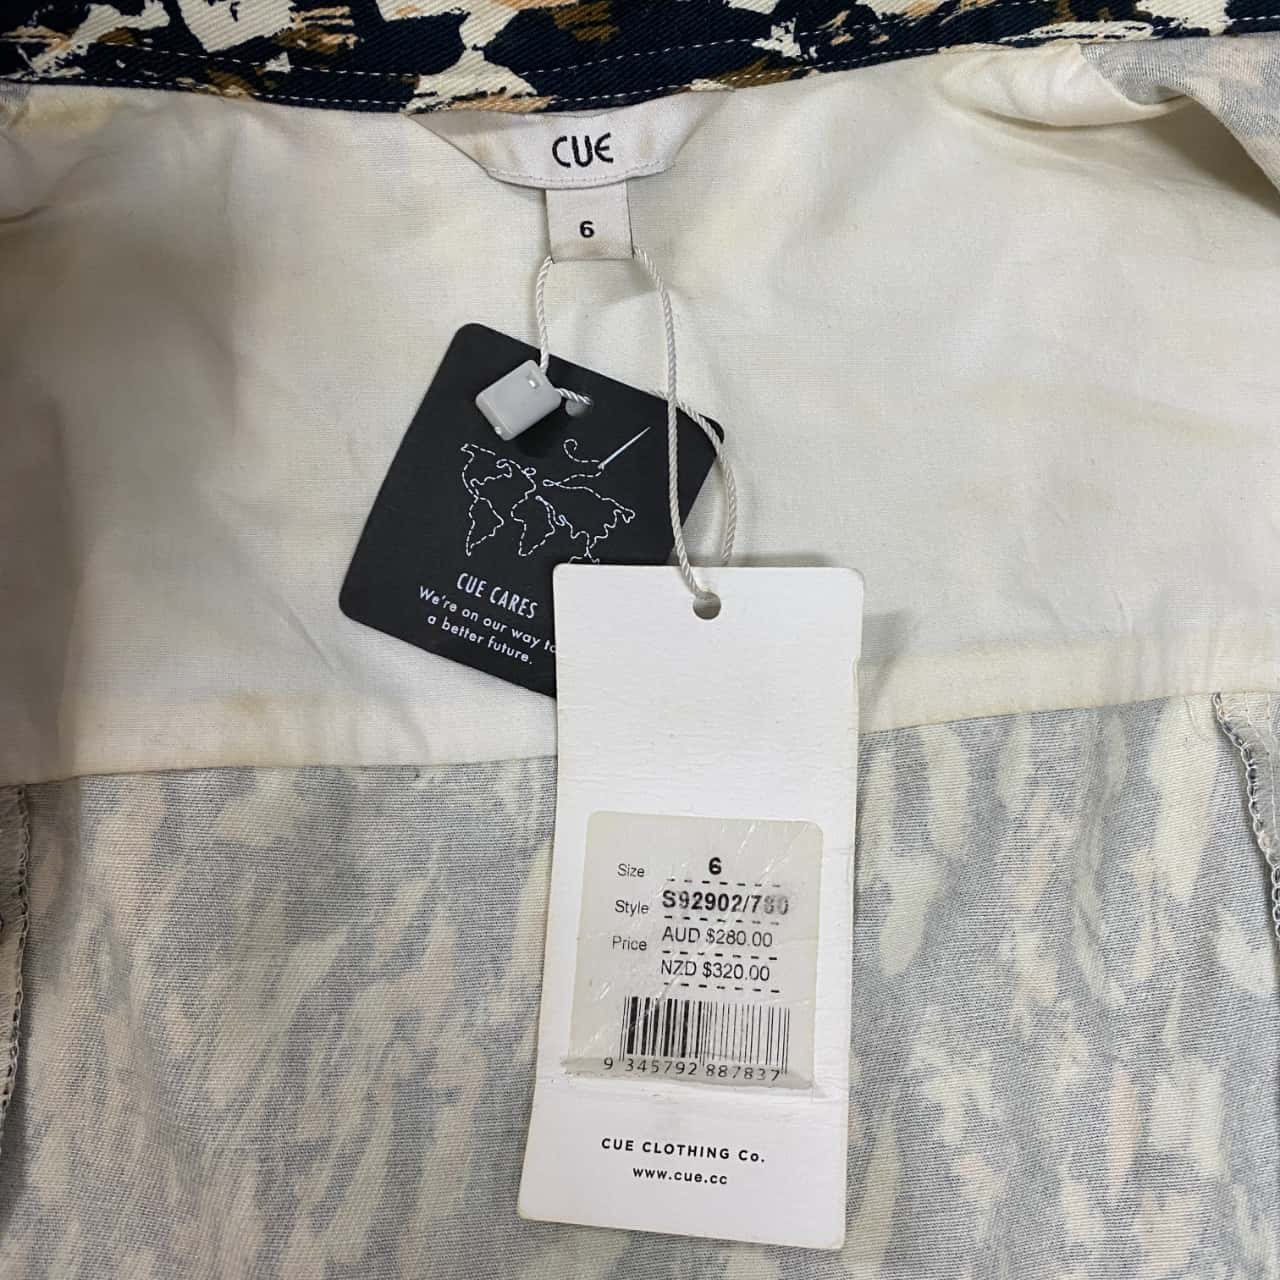 CUE
6
CUE CARES
We're on our way to
a better future.
Size 6
Style S92902/780
Price AUD $280.00
NZD $320.00
9 345792 887837
CUE CLOTHING Co.
www.cue.cc